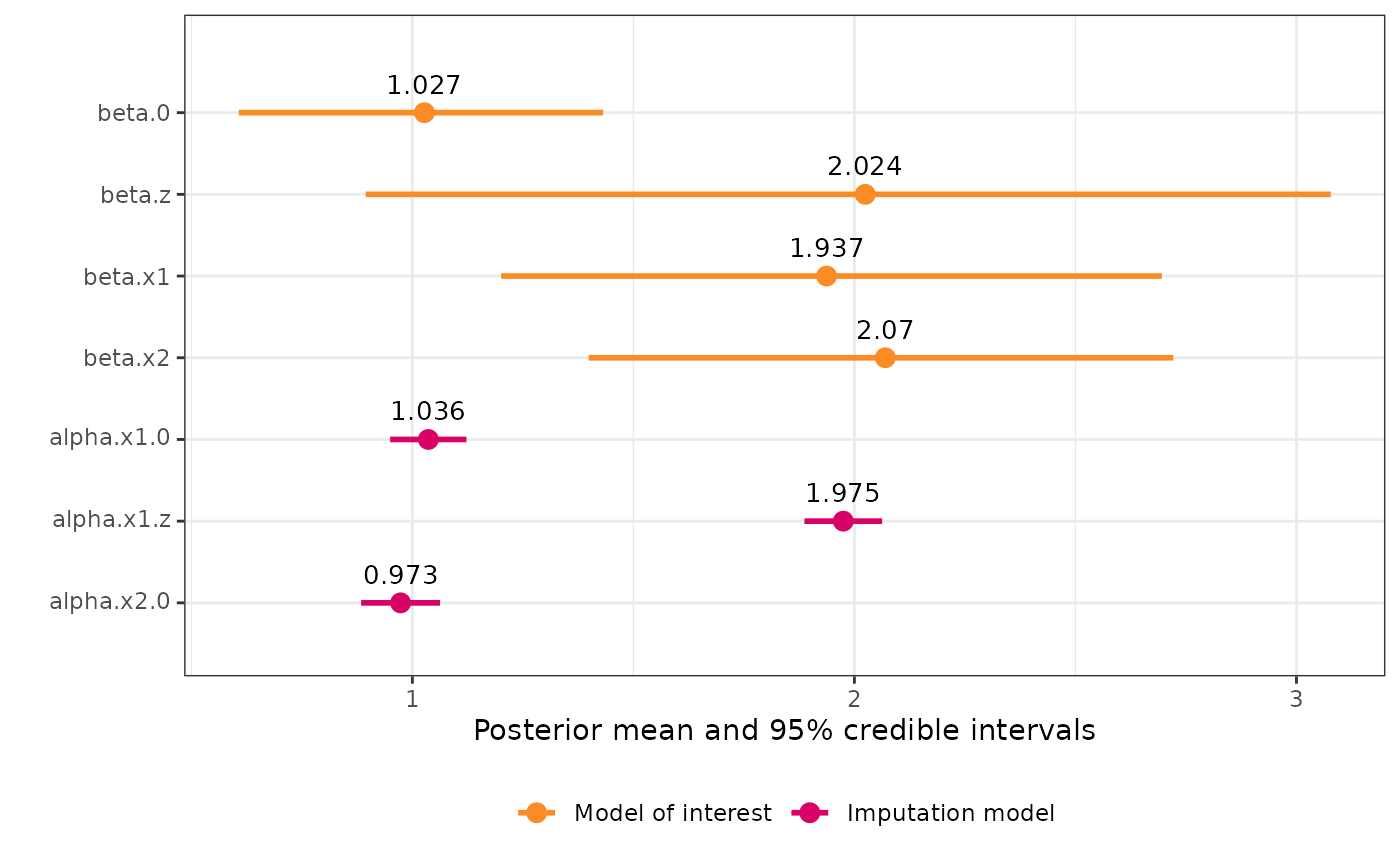 1.027
beta.0
2.024
beta.z
1.937
beta.x1
2.07
beta.x2
1.036
alpha.x1.0
1.975
alpha.x1.z
0.973
alpha.x2.0
1 2 3
Posterior mean and 95% credible intervals
Model of interest Imputation model